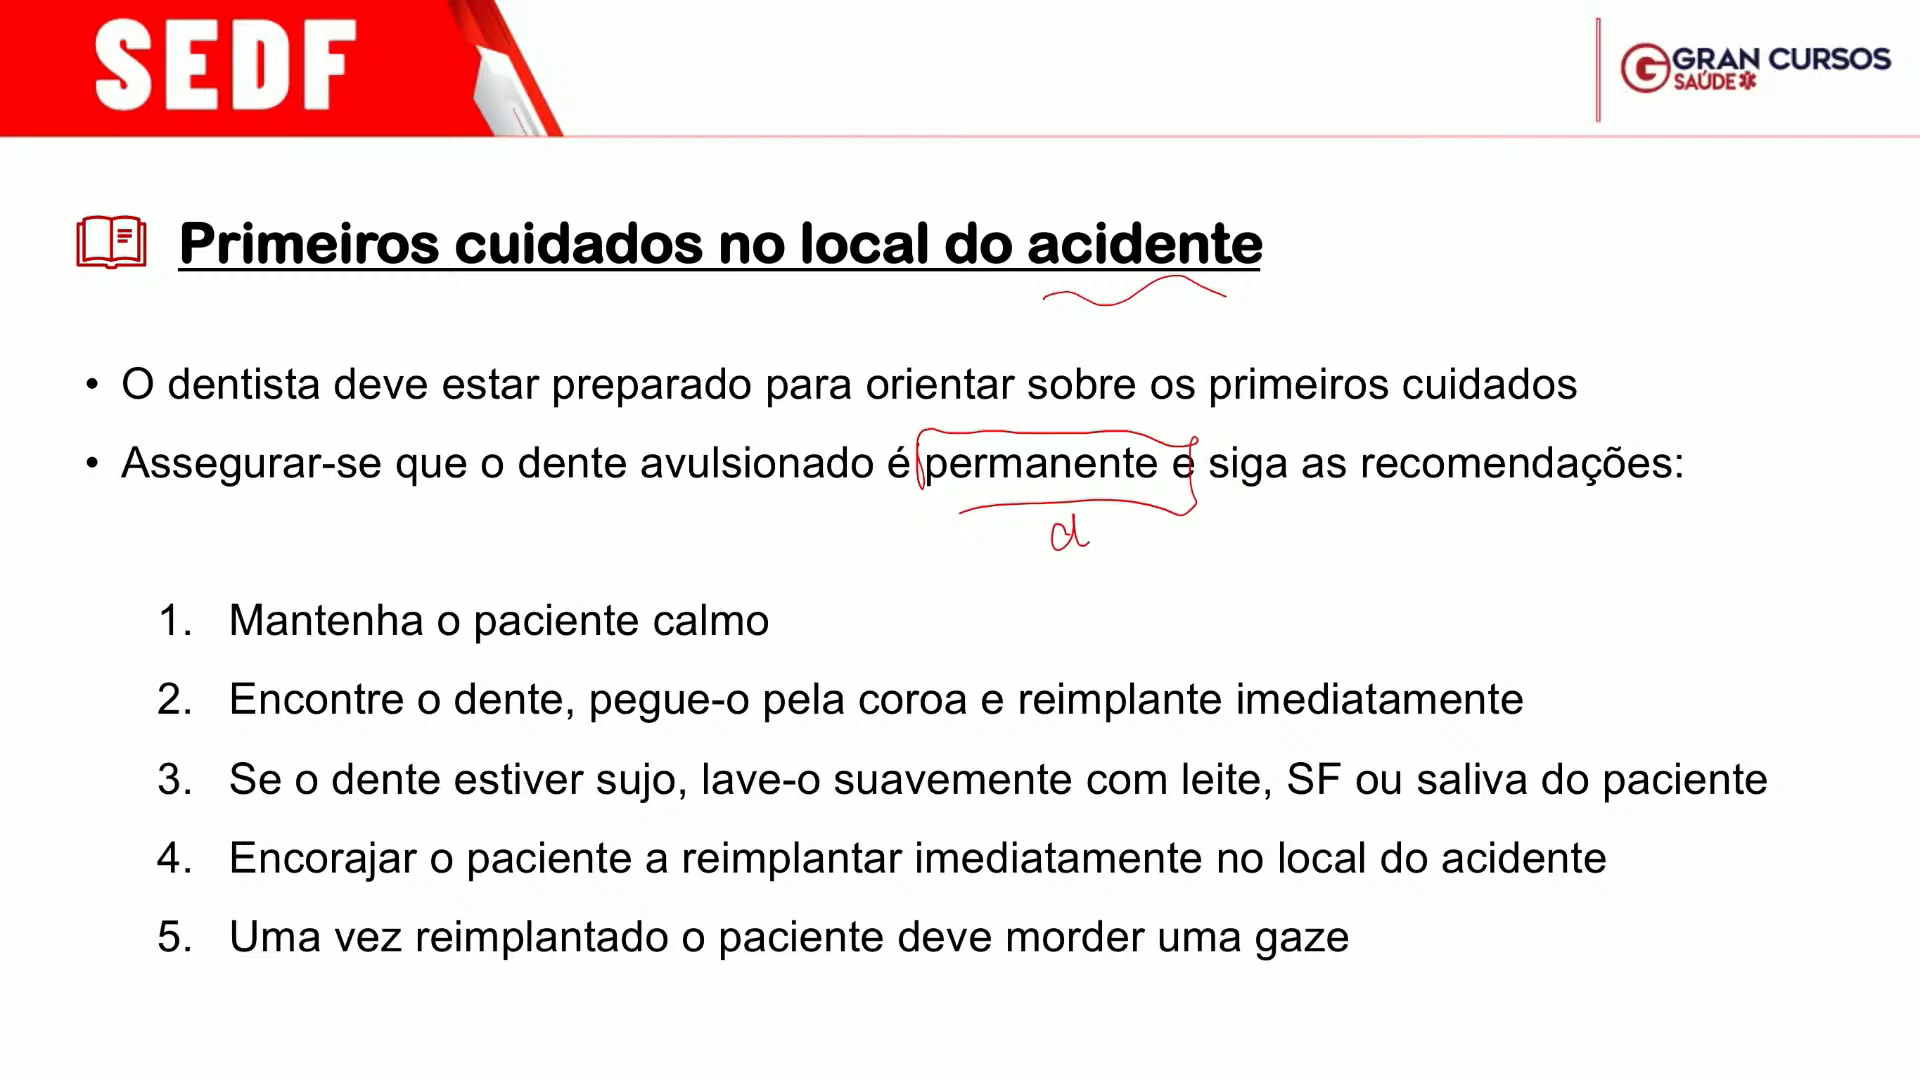 SEDF
GRAN CURSOS
SAÚDE
Primeiros cuidados no local do acidente
• O dentista deve estar preparado para orientar sobre os primeiros cuidados
• Assegurar-se que o dente avulsionado é permanente e siga as recomendações:
d
1. Mantenha o paciente calmo
2. Encontre o dente, pegue-o pela coroa e reimplante imediatamente
3. Se o dente estiver sujo, lave-o suavemente com leite, SF ou saliva do paciente
4. Encorajar o paciente a reimplantar imediatamente no local do acidente
5. Uma vez reimplantado o paciente deve morder uma gaze